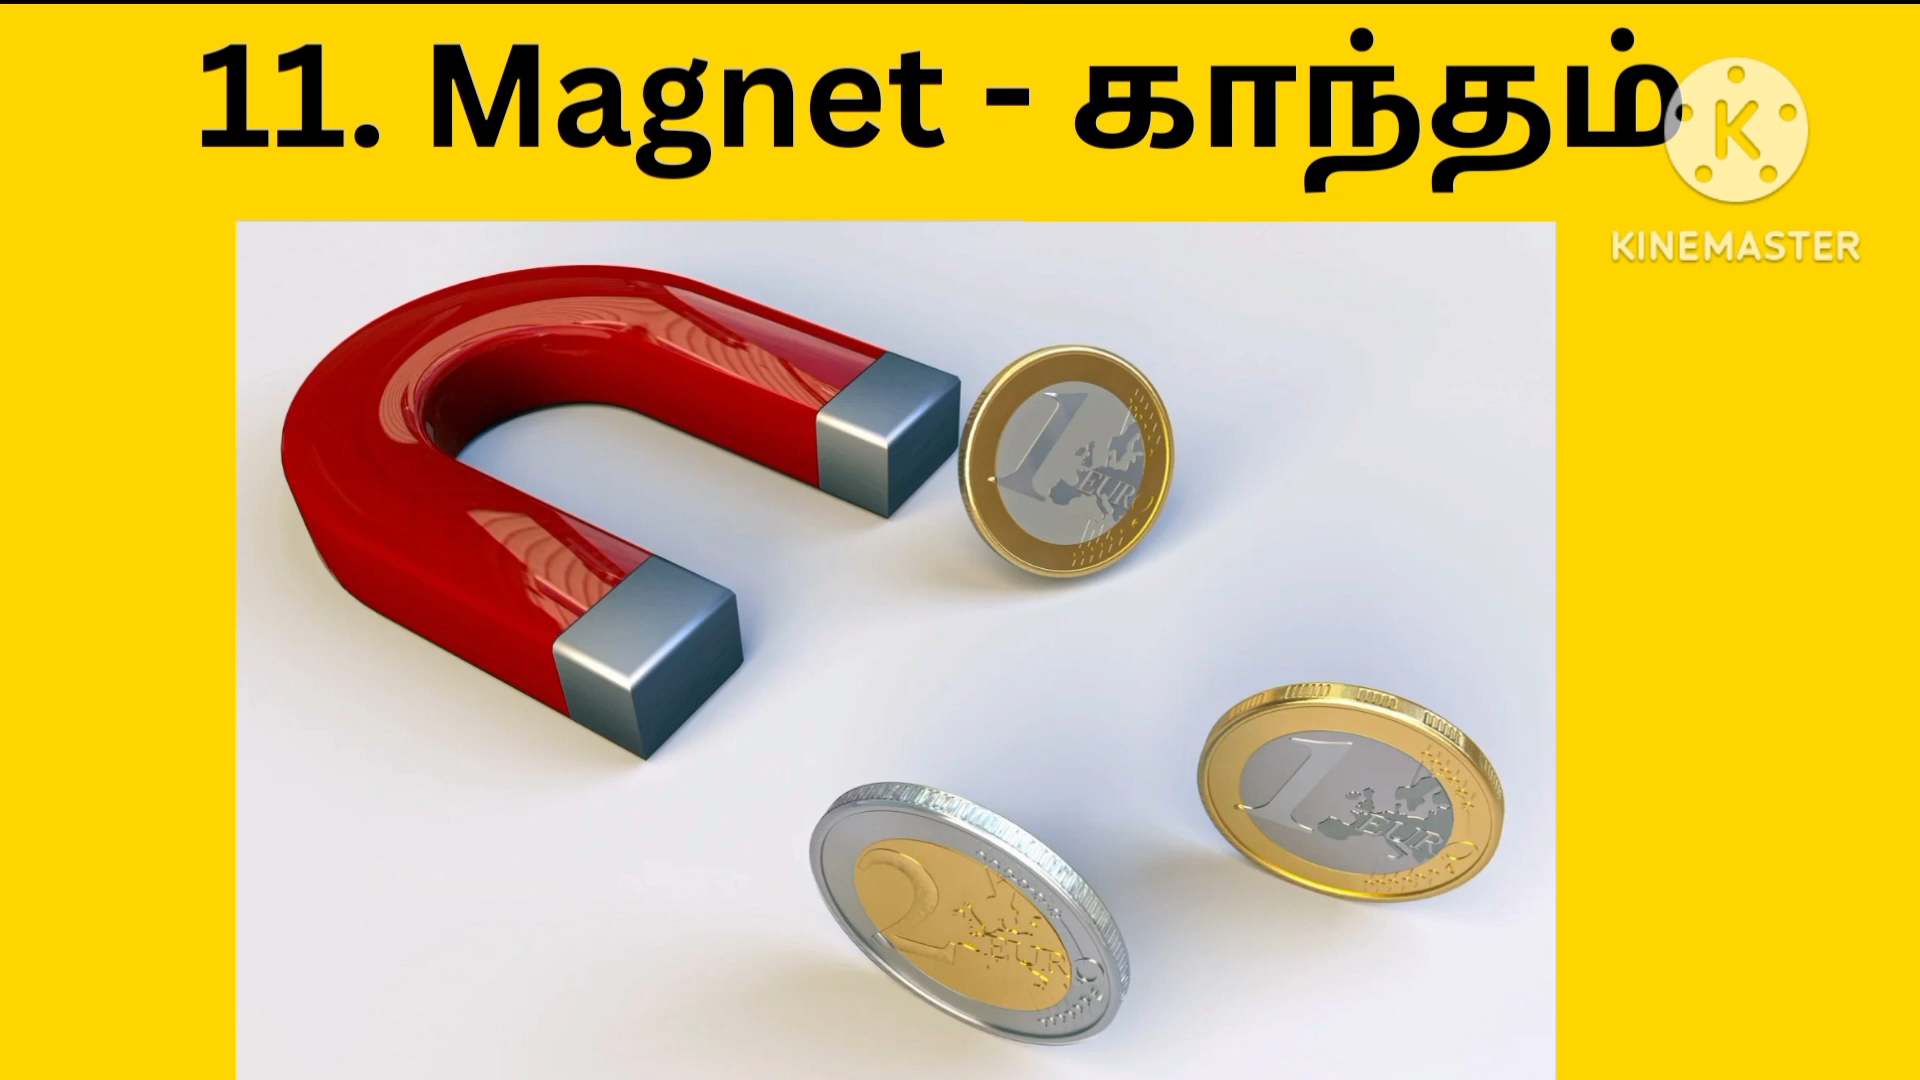 11. Magnet - காந்தம்
K
KINEMASTER
1
EURO
1
EURO
2
EURO